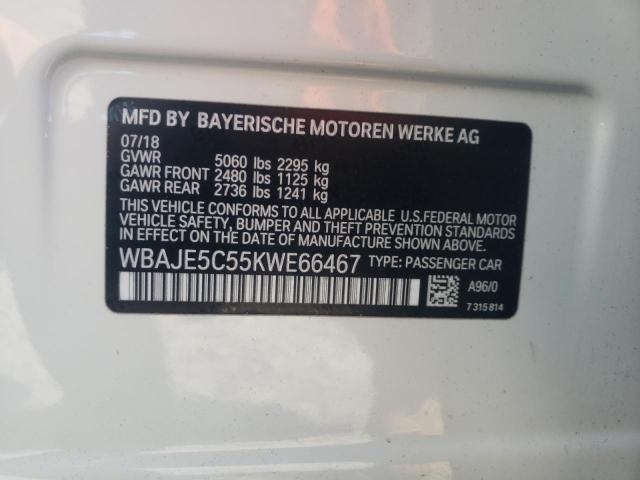 MFD BY BAYERISCHE MOTOREN WERKE AG
07/18
GVWR 5060 lbs 2295 kg
GAWR FRONT 2480 lbs 1125 kg
GAWR REAR 2736 lbs 1241 kg
THIS VEHICLE CONFORMS TO ALL APPLICABLE U.S.FEDERAL MOTOR
VEHICLE SAFETY, BUMPER AND THEFT PREVENTION STANDARDS
IN EFFECT ON THE DATE OF MANUFACTURE SHOWN ABOVE.
WBAJE5C55KWE66467 TYPE: PASSENGER CAR
A96/0
7 315 814